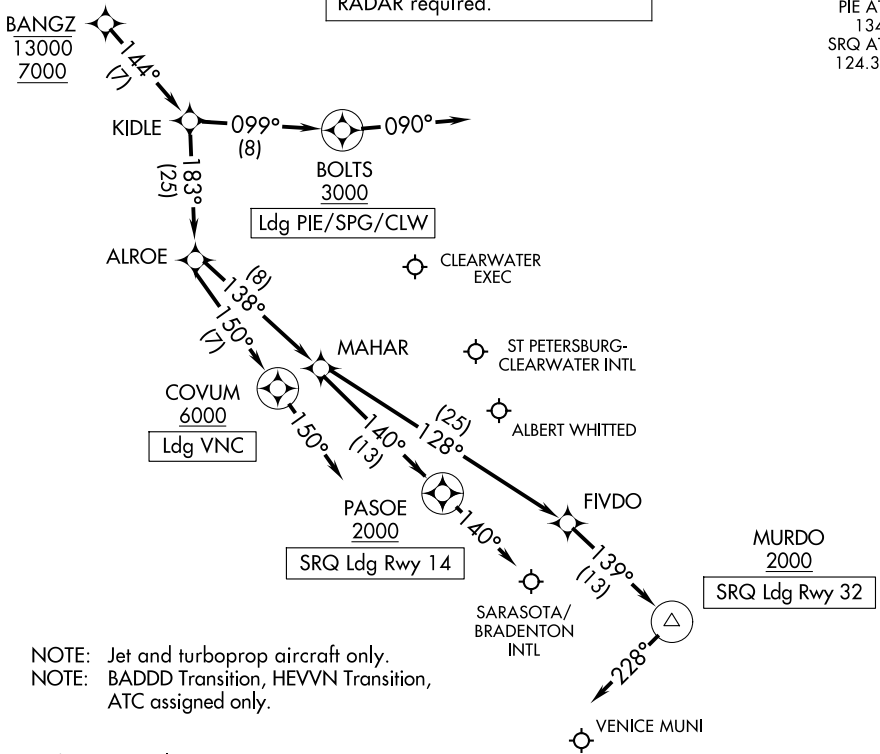 RADAR required.
PIE AT
134
SRQ AT
124.3
BANGZ
13000
7000
144°
(7)
KIDLE
099°
(8)
090°
BOLTS
3000
Ldg PIE/SPG/CLW
183°
(25)
ALROE
CLEARWATER
EXEC
138°
(8)
150°
(7)
MAHAR
ST PETERSBURG-
CLEARWATER INTL
COVUM
6000
Ldg VNC
150°
ALBERT WHITTED
(25)
128°
140°
(13)
PASOE
2000
SRQ Ldg Rwy 14
140°
FIVDO
139°
(13)
MURDO
2000
SRQ Ldg Rwy 32
SARASOTA/
BRADENTON
INTL
228°
VENICE MUNI
NOTE: Jet and turboprop aircraft only.
NOTE: BADDD Transition, HEVVN Transition,
ATC assigned only.